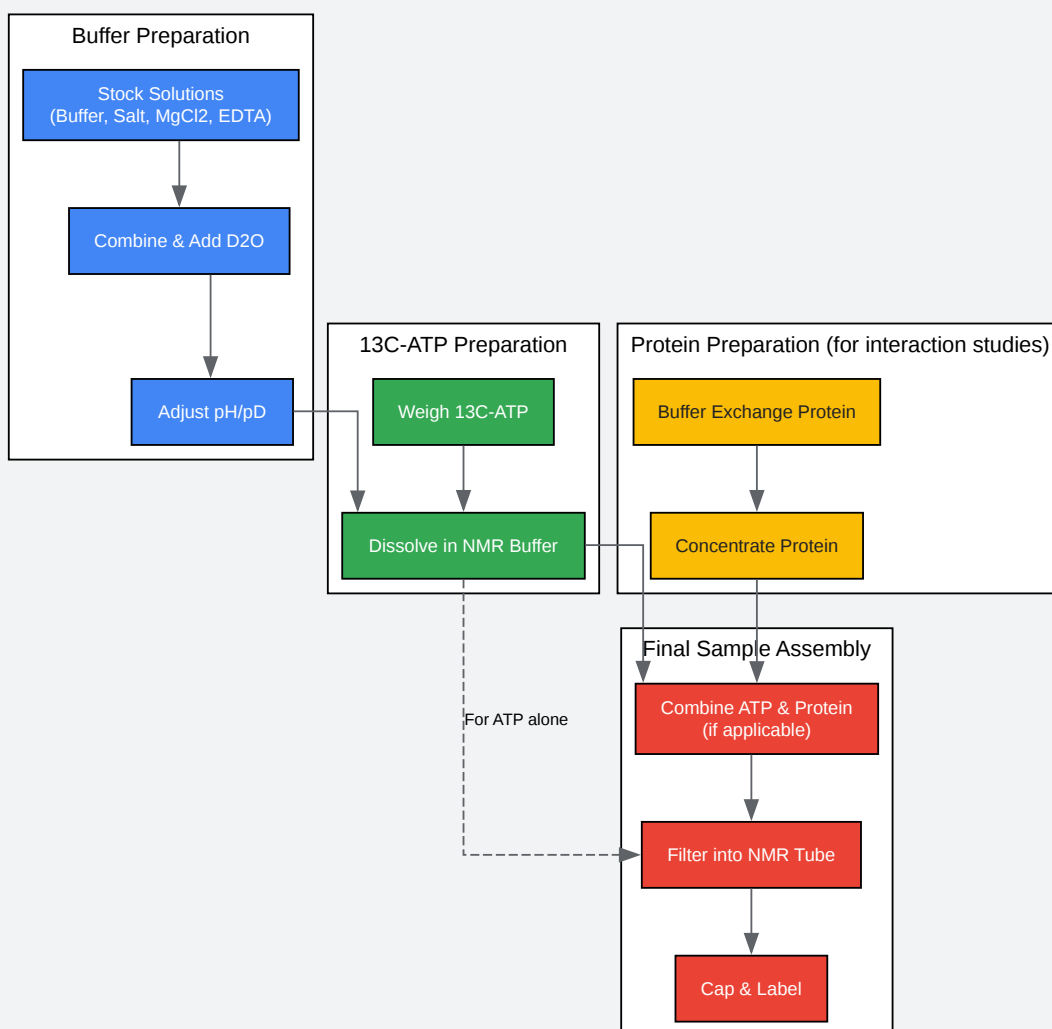 Buffer Preparation
Stock Solutions
(Buffer, Salt, MgCl2, EDTA)
Combine & Add D2O
Adjust pH/pD
13C-ATP Preparation
Weigh 13C-ATP
Dissolve in NMR Buffer
Protein Preparation (for interaction studies)
Buffer Exchange Protein
Concentrate Protein
For ATP alone
Final Sample Assembly
Combine ATP & Protein
(if applicable)
Filter into NMR Tube
Cap & Label